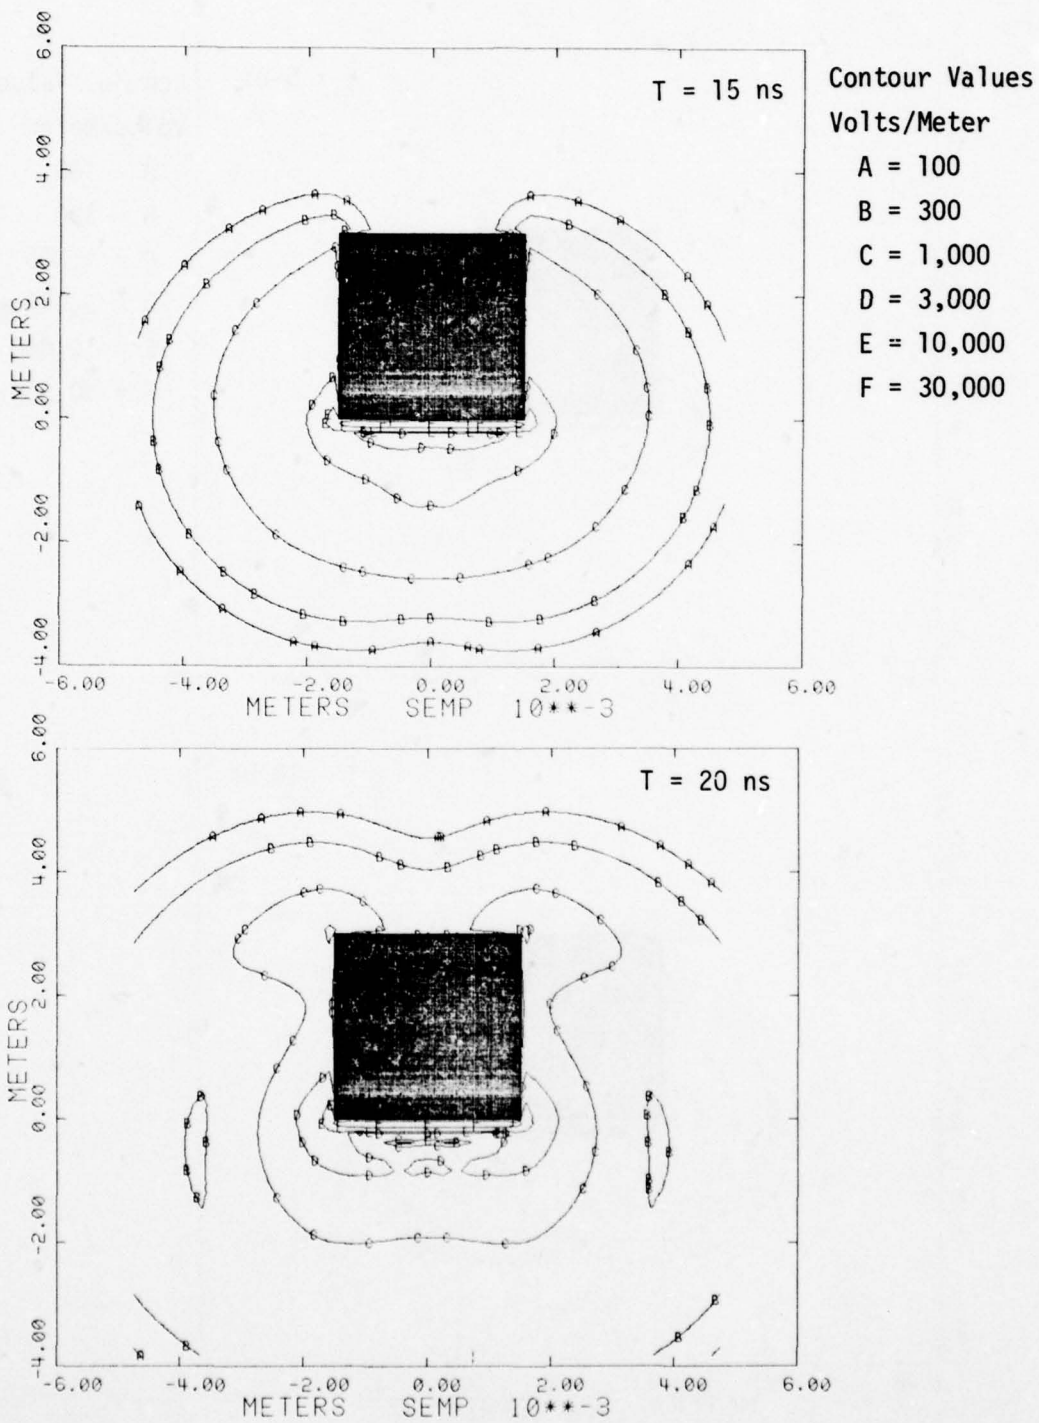 T = 15 ns
Contour Values
Volts/Meter
A = 100
B = 300
C = 1,000
D = 3,000
E = 10,000
F = 30,000
6.00
4.00
2.00
0.00
-2.00
-4.00
METERS
-6.00 -4.00 -2.00 0.00 2.00 4.00 6.00
METERS SEMP 10**-3
T = 20 ns
6.00
4.00
2.00
0.00
-2.00
-4.00
METERS
-6.00 -4.00 -2.00 0.00 2.00 4.00 6.00
METERS SEMP 10**-3